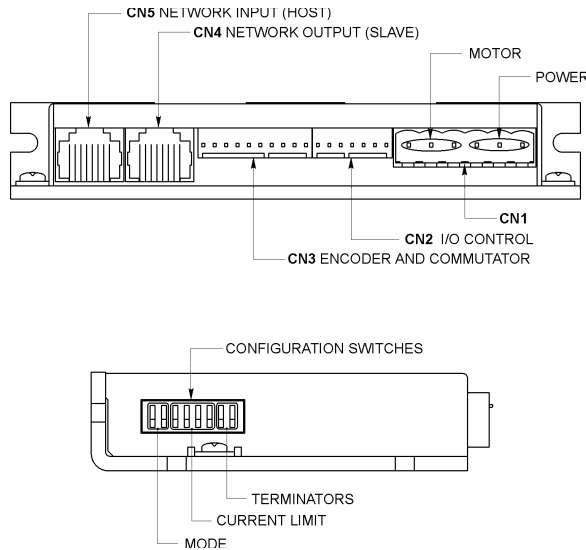 CN5 NETWORK INPUT (HOST)
CN4 NETWORK OUTPUT (SLAVE)
MOTOR
POWER
CN1
CN2 I/O CONTROL
CN3 ENCODER AND COMMUTATOR
CONFIGURATION SWITCHES
TERMINATORS
CURRENT LIMIT
MODE